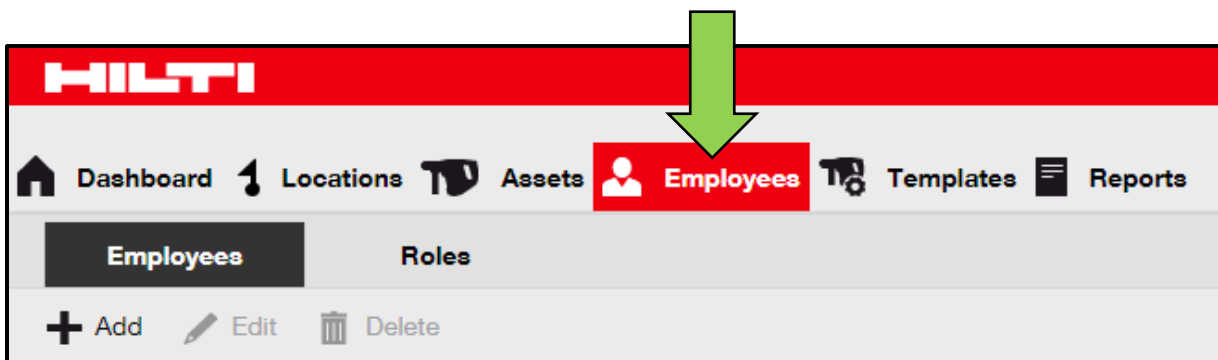 HILTI
Dashboard Locations Assets Employees Templates Reports
Employees Roles
Add Edit Delete